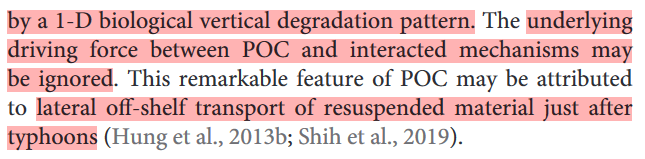 by a 1-D biological vertical degradation pattern. The underlying
driving force between POC and interacted mechanisms may
be ignored. This remarkable feature of POC may be attributed
to lateral off-shelf transport of resuspended material just after
typhoons (Hung et al., 2013b; Shih et al., 2019).